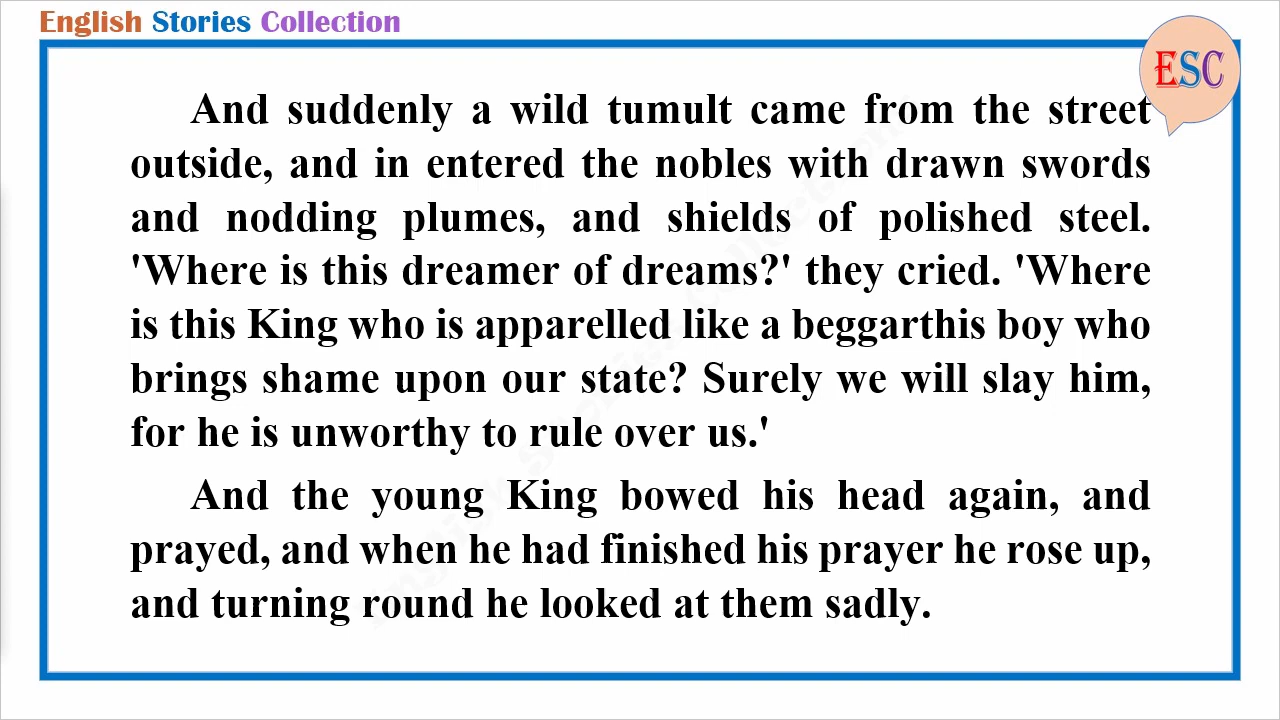 English Stories Collection
ESC
And suddenly a wild tumult came from the street
outside, and in entered the nobles with drawn swords
and nodding plumes, and shields of polished steel.
'Where is this dreamer of dreams?' they cried. 'Where
is this King who is apparelled like a beggarthis boy who
brings shame upon our state? Surely we will slay him,
for he is unworthy to rule over us.'
And the young King bowed his head again, and
prayed, and when he had finished his prayer he rose up,
and turning round he looked at them sadly.